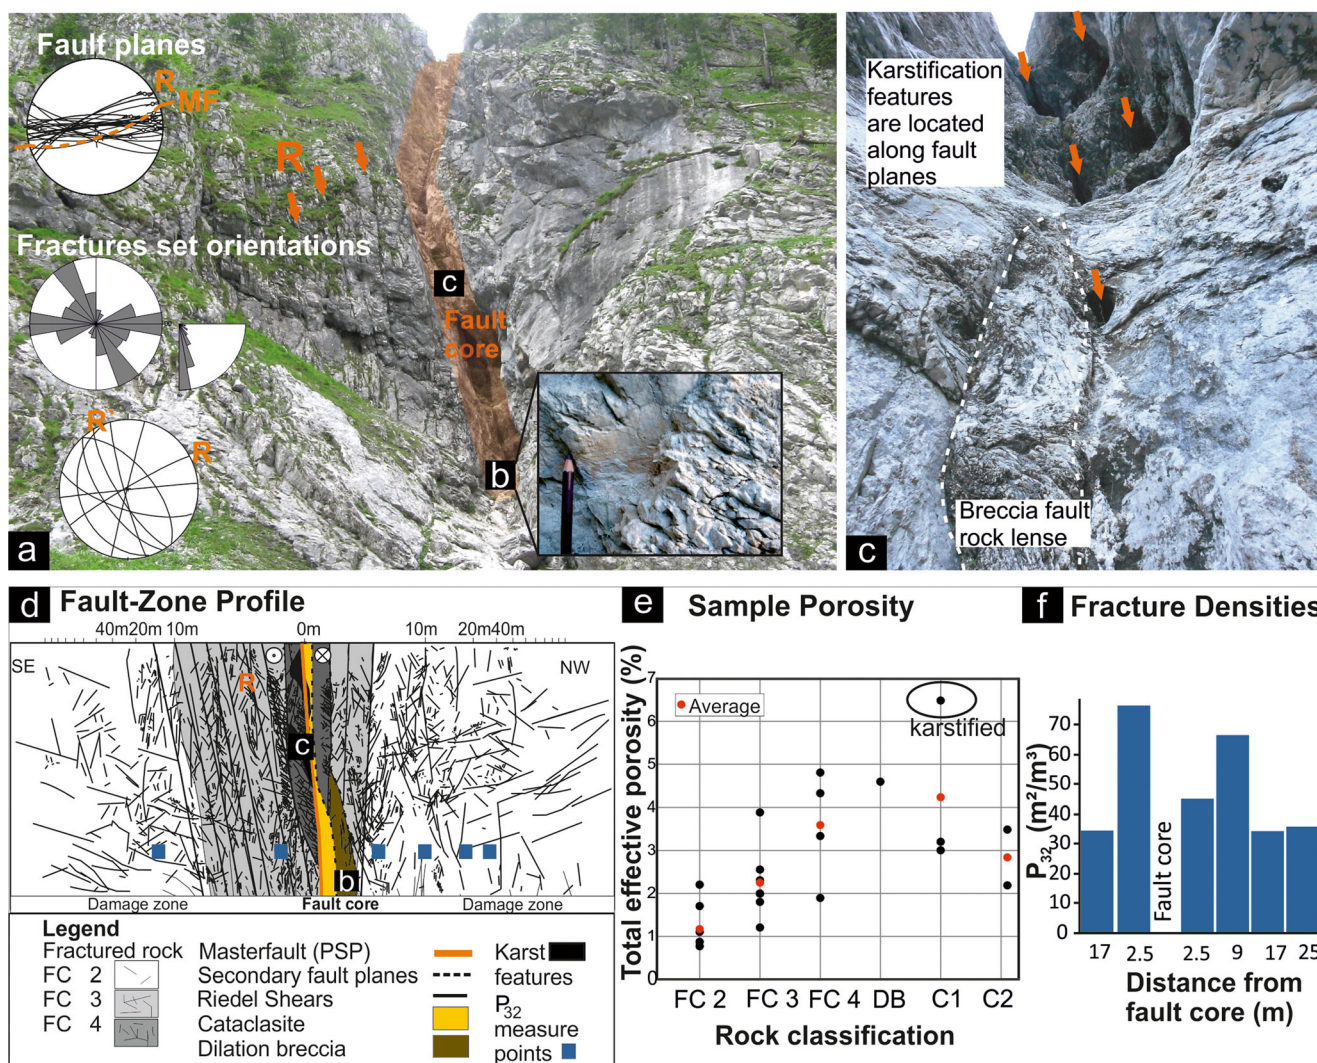 Fault planes
R
MF
R
Fractures set orientations
R'
R
c
Fault
core
b
a
Karstification
features
are located
along fault
planes
Breccia fault
rock lense
c
d Fault-Zone Profile
40m20m 10m 0m 10m 20m40m
SE NW
R
c
b
Damage zone Fault core Damage zone
Legend
Fractured rock
FC 2
FC 3
FC 4
Masterfault (PSP)
Secondary fault planes
Riedel Shears
Cataclasite
Dilation breccia
Karst
features
P32
measure
points
e Sample Porosity
Total effective porosity (%)
7
6
5
4
3
2
1
0
Average
karstified
FC 2 FC 3 FC 4 DB C1 C2
Rock classification
f Fracture Densities
P32 (m²/m³)
80
70
60
50
40
30
20
10
0
Fault core
17 2.5 2.5 9 17 25
Distance from
fault core (m)